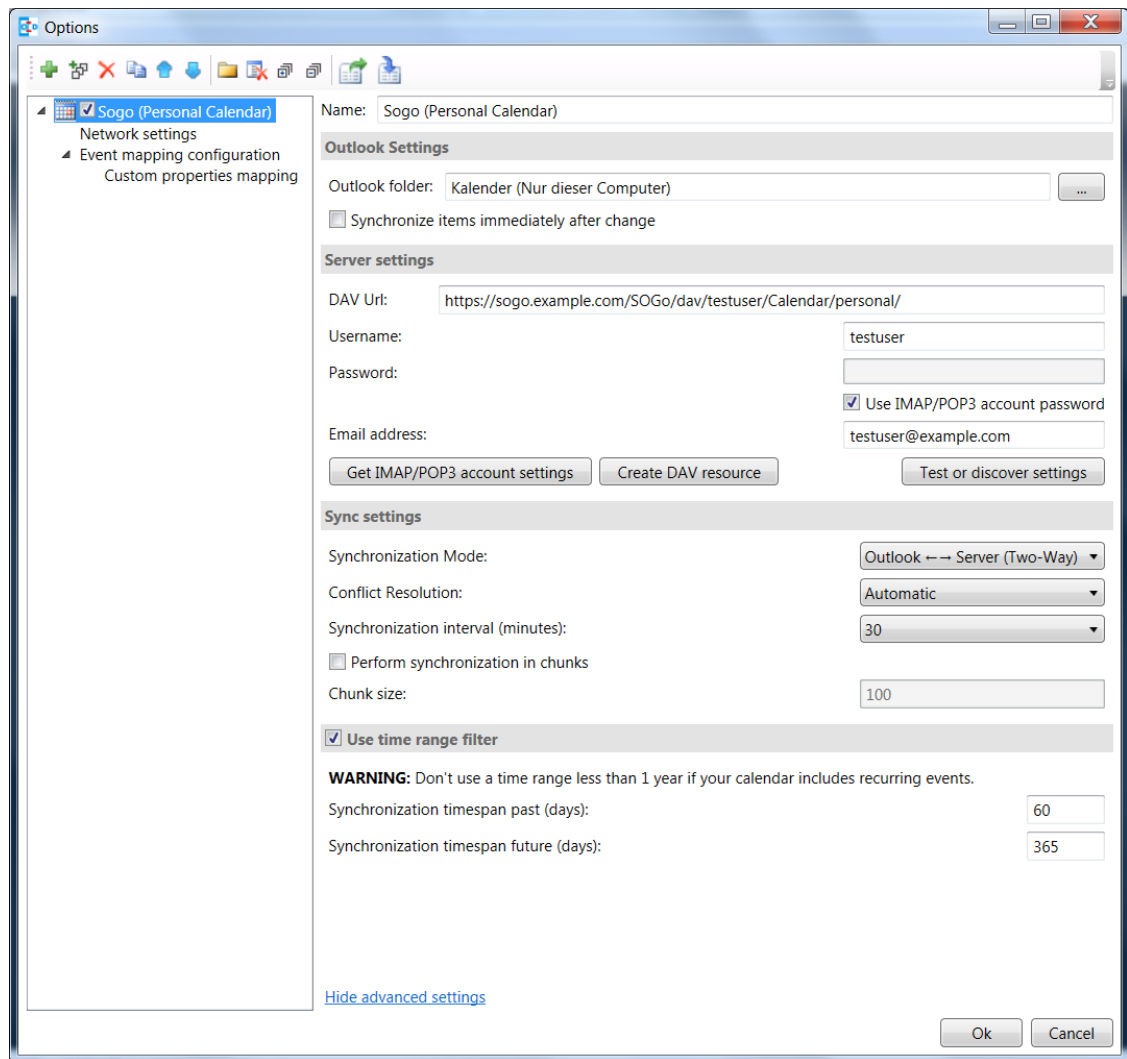 Options
Sogo (Personal Calendar)
Network settings
Event mapping configuration
Custom properties mapping
Name: Sogo (Personal Calendar)
Outlook Settings
Outlook folder: Kalender (Nur dieser Computer) ...
Synchronize items immediately after change
Server settings
DAV Url: https://sogo.example.com/SOGo/dav/testuser/Calendar/personal/
Username: testuser
Password:
Use IMAP/POP3 account password
Email address: testuser@example.com
Get IMAP/POP3 account settings Create DAV resource Test or discover settings
Sync settings
Synchronization Mode: Outlook ←→ Server (Two-Way)
Conflict Resolution: Automatic
Synchronization interval (minutes): 30
Perform synchronization in chunks
Chunk size: 100
Use time range filter
WARNING: Don't use a time range less than 1 year if your calendar includes recurring events.
Synchronization timespan past (days): 60
Synchronization timespan future (days): 365
Hide advanced settings
Ok Cancel